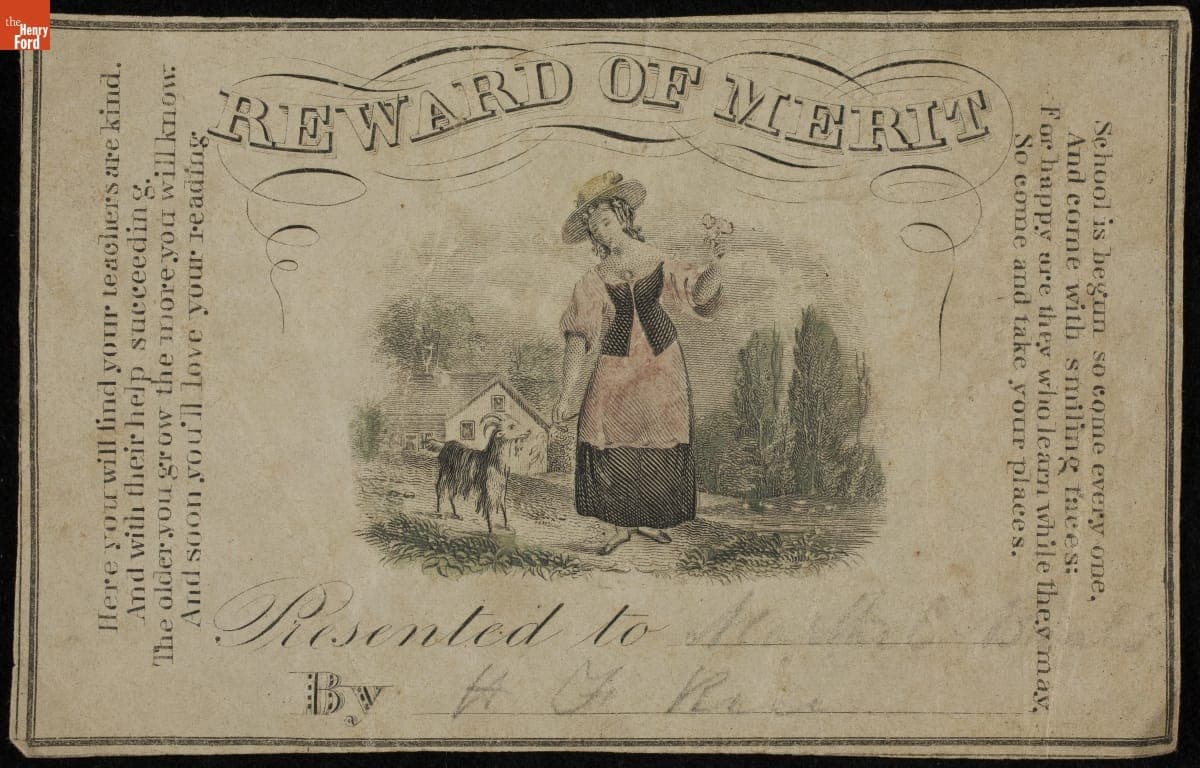 the Henry Ford
REWARD OF MERIT
School is begun so come every one,
And come with smiling faces;
For happy are they who learn while they may,
So come and take your places.
Here you will find your teachers are kind.
And with their help succeeding.
The older you grow the more you will know.
And soon you'll love your reading
Presented to
By H F